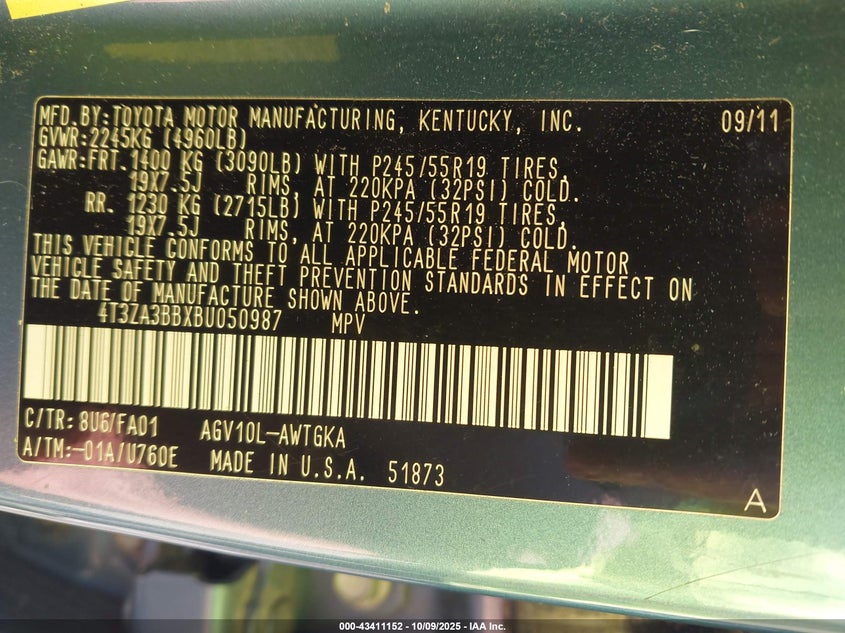 MFD.BY:TOYOTA MOTOR MANUFACTURING, KENTUCKY, INC. 09/11
GVWR:2245KG (4960LB)
GAWR:FRT. 1400 KG (3090LB) WITH P245/55R19 TIRES,
19X7.5J RIMS, AT 220KPA (32PSI) COLD.
RR. 1230 KG (2715LB) WITH P245/55R19 TIRES,
19X7.5J RIMS, AT 220KPA (32PSI) COLD.
THIS VEHICLE CONFORMS TO ALL APPLICABLE FEDERAL MOTOR
VEHICLE SAFETY AND THEFT PREVENTION STANDARDS IN EFFECT ON
THE DATE OF MANUFACTURE SHOWN ABOVE.
4T3ZA3BBXBU050987 MPV
C/TR: 8U6/FA01 AGV10L-AWTGKA
A/TM:-01A/U760E MADE IN U.S.A. 51873
A
000-43411152 - 10/09/2025 - IAA Inc.